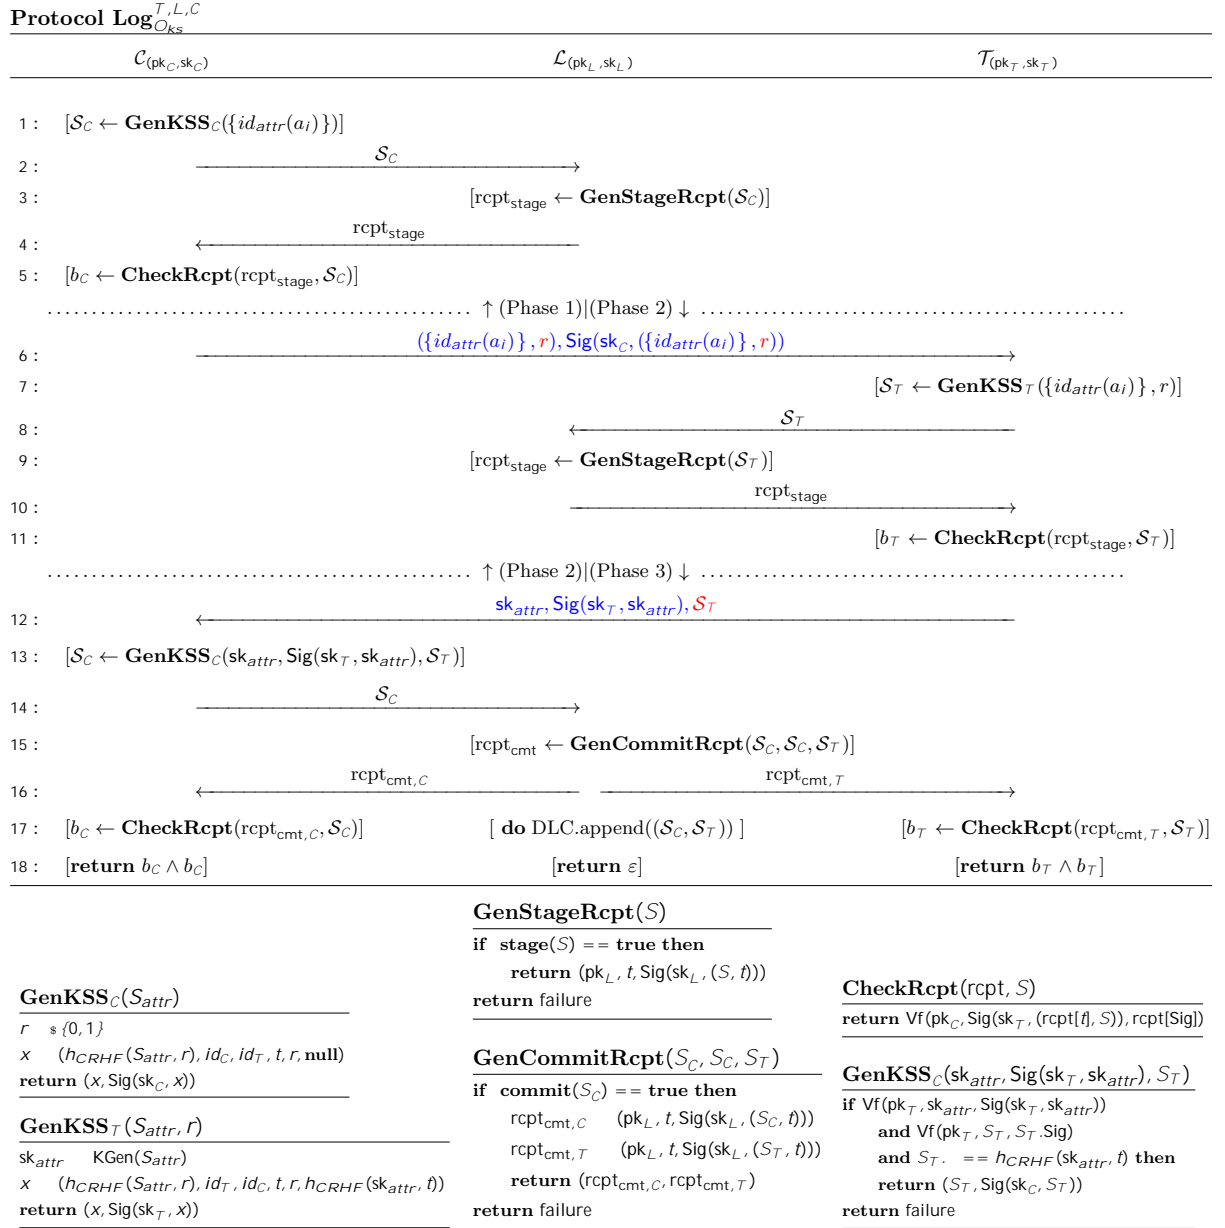 Protocol Log^{T,L,C}_{O_ks}
C_(pk_C,sk_C) L_(pk_L,sk_L) T_(pk_T,sk_T)
1 : [S_C ← GenKSS_C({id_attr(a_i)})]
2 : S_C
3 : [rcpt_stage ← GenStageRcpt(S_C)]
4 : rcpt_stage
5 : [b_C ← CheckRcpt(rcpt_stage, S_C)]
↑ (Phase 1)|(Phase 2) ↓
6 : ({id_attr(a_i)}, r), Sig(sk_C, ({id_attr(a_i)}, r))
7 : [S_T ← GenKSS_T({id_attr(a_i)}, r)]
8 : S_T
9 : [rcpt_stage ← GenStageRcpt(S_T)]
10 : rcpt_stage
11 : [b_T ← CheckRcpt(rcpt_stage, S_T)]
↑ (Phase 2)|(Phase 3) ↓
12 : sk_attr, Sig(sk_T, sk_attr), S_T
13 : [S_C ← GenKSS_C(sk_attr, Sig(sk_T, sk_attr), S_T)]
14 : S_C
15 : [rcpt_cmt ← GenCommitRcpt(S_C, S_C, S_T)]
16 : rcpt_cmt,C rcpt_cmt,T
17 : [b_C ← CheckRcpt(rcpt_cmt,C, S_C)] [ do DLC.append((S_C, S_T)) ] [b_T ← CheckRcpt(rcpt_cmt,T, S_T)]
18 : [return b_C ∧ b_C] [return ε] [return b_T ∧ b_T]
GenKSS_C(S_attr)
r $ {0,1}
x (h_CRHF(S_attr, r), id_C, id_T, t, r, null)
return (x, Sig(sk_C, x))
GenKSS_T(S_attr, r)
sk_attr KGen(S_attr)
x (h_CRHF(S_attr, r), id_T, id_C, t, r, h_CRHF(sk_attr, t))
return (x, Sig(sk_T, x))
GenStageRcpt(S)
if stage(S) == true then
return (pk_L, t, Sig(sk_L, (S, t)))
return failure
GenCommitRcpt(S_C, S_C, S_T)
if commit(S_C) == true then
rcpt_cmt,C (pk_L, t, Sig(sk_L, (S_C, t)))
rcpt_cmt,T (pk_L, t, Sig(sk_L, (S_T, t)))
return (rcpt_cmt,C, rcpt_cmt,T)
return failure
CheckRcpt(rcpt, S)
return Vf(pk_C, Sig(sk_T, (rcpt[t], S)), rcpt[Sig])
GenKSS_C(sk_attr, Sig(sk_T, sk_attr), S_T)
if Vf(pk_T, sk_attr, Sig(sk_T, sk_attr))
and Vf(pk_T, S_T, S_T.Sig)
and S_T. == h_CRHF(sk_attr, t) then
return (S_T, Sig(sk_C, S_T))
return failure